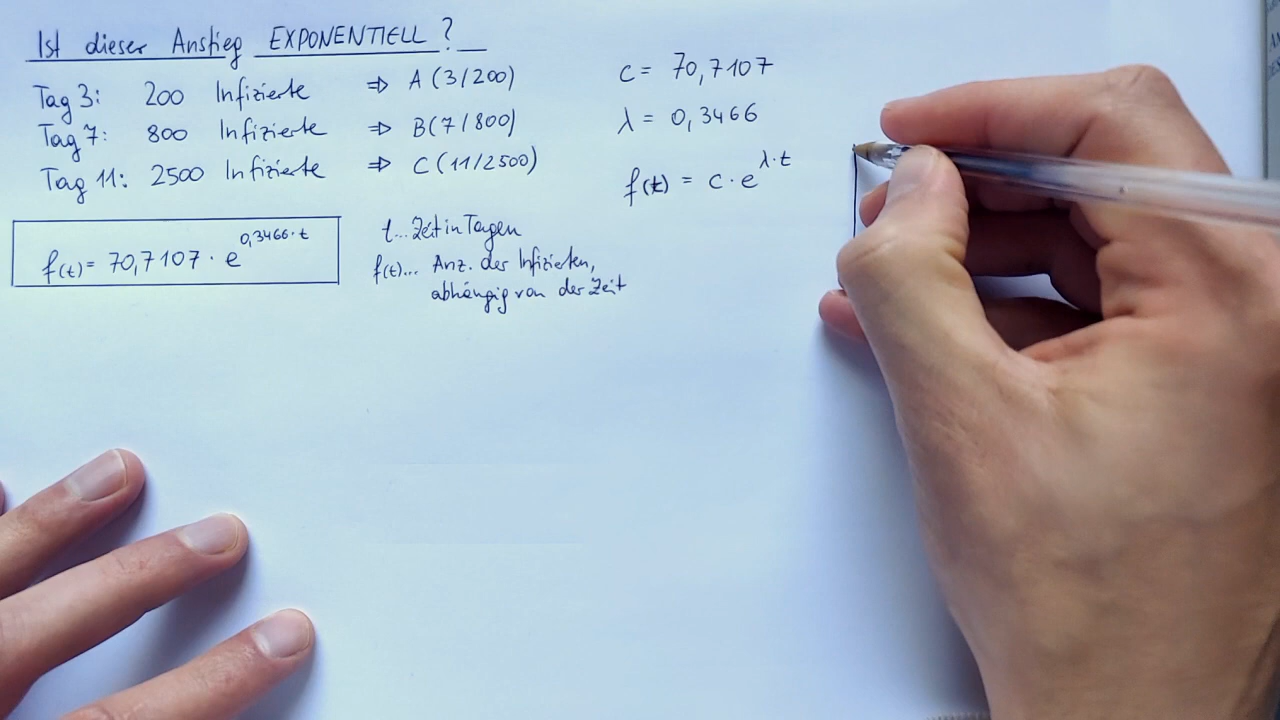 Ist dieser Anstieg EXPONENTIELL ?
Tag 3: 200 Infizierte ⇒ A (3/200)
Tag 7: 800 Infizierte ⇒ B(7/800)
Tag 11: 2500 Infizierte ⇒ C (11/2500)
f(t) = 70,7107 · e^0,3466·t
t... Zeit in Tagen
f(t)... Anz. der Infizierten,
abhängig von der Zeit
c = 70,7107
λ = 0,3466
f(t) = c · e^λ·t